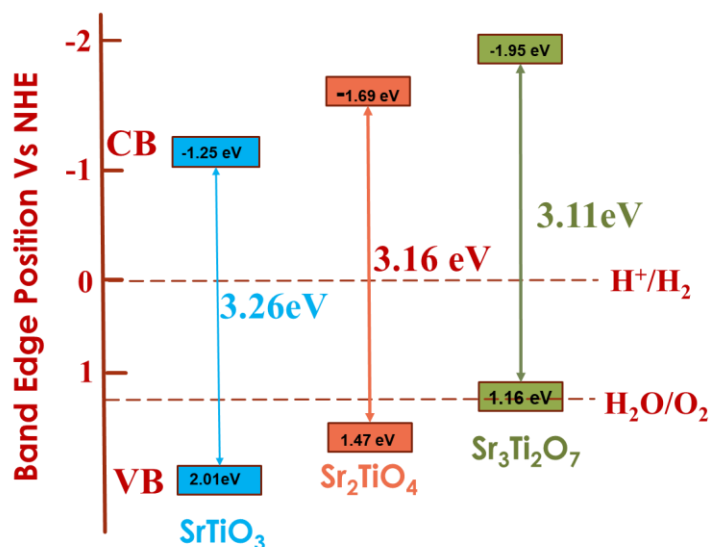 Band Edge Position Vs NHE
-2
-1
0
1
CB
VB
-1.25 eV
3.26eV
2.01eV
SrTiO₃
-1.69 eV
3.16 eV
1.47 eV
Sr₂TiO₄
-1.95 eV
3.11eV
1.16 eV
Sr₃Ti₂O₇
H⁺/H₂
H₂O/O₂